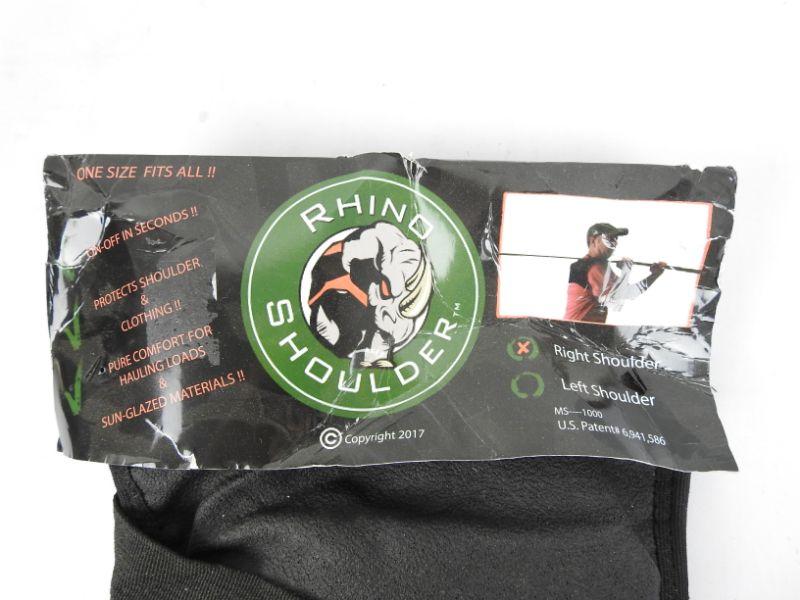 ONE SIZE FITS ALL !!
ON-OFF IN SECONDS !!
PROTECTS SHOULDER
&
CLOTHING !!
PURE COMFORT FOR
HAULING LOADS
&
SUN-GLAZED MATERIALS !!
RHINO
SHOULDER™
© Copyright 2017
Right Shoulder
Left Shoulder
MS----1000
U.S. Patent# 6,941,586